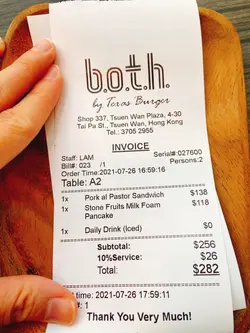 b.o.t.h.
by Texas Burger
Shop 337, Tsuen Wan Plaza, 4-30
Tai Pa St., Tsuen Wan, Hong Kong
Tel.: 3705 2955
INVOICE
Staff: LAM Serial#:027600
Bill#: 023 /1 Persons:2
Order Time:2021-07-26 16:59:16
Table: A2
1x Pork al Pastor Sandwich $138
1x Stone Fruits Milk Foam $118
Pancake
1x Daily Drink (Iced) $0
Subtotal: $256
10%Service: $26
Total: $282
time: 2021-07-26 17:59:11
#: 1
Thank You Very Much!